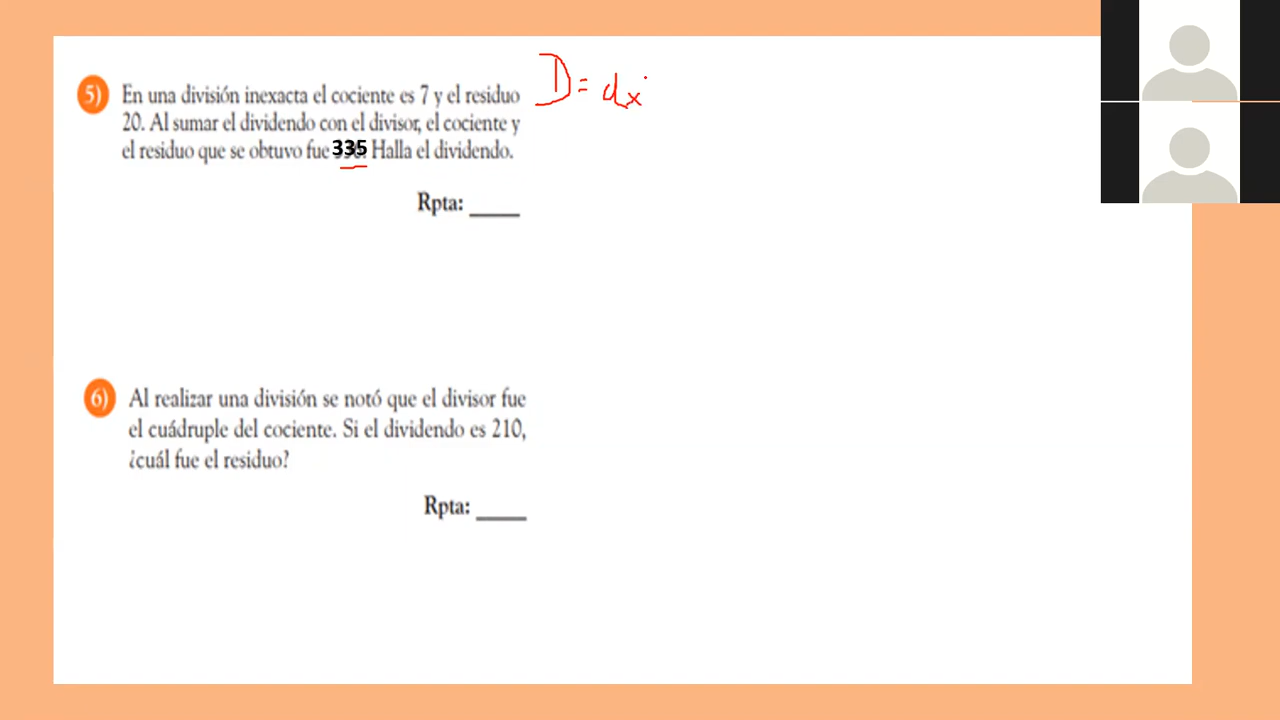 5) En una división inexacta el cociente es 7 y el residuo
20. Al sumar el dividendo con el divisor, el cociente y
el residuo que se obtuvo fue 335 Halla el dividendo.
Rpta: _____
D = dx
6) Al realizar una división se notó que el divisor fue
el cuádruple del cociente. Si el dividendo es 210,
¿cuál fue el residuo?
Rpta: _____